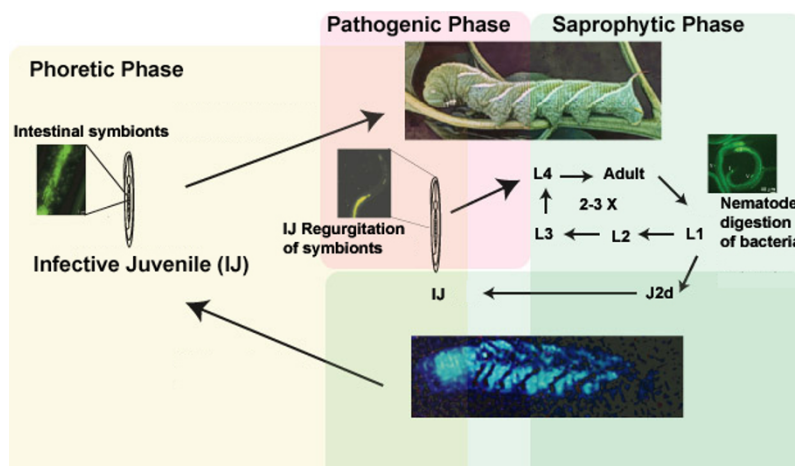 Pathogenic Phase
Saprophytic Phase
Phoretic Phase
Intestinal symbionts
L4
Adult
IJ Regurgitation
of symbionts
2-3 X
Nematode
digestion
of bacteria
L3
L2
L1
Infective Juvenile (IJ)
IJ
J2d